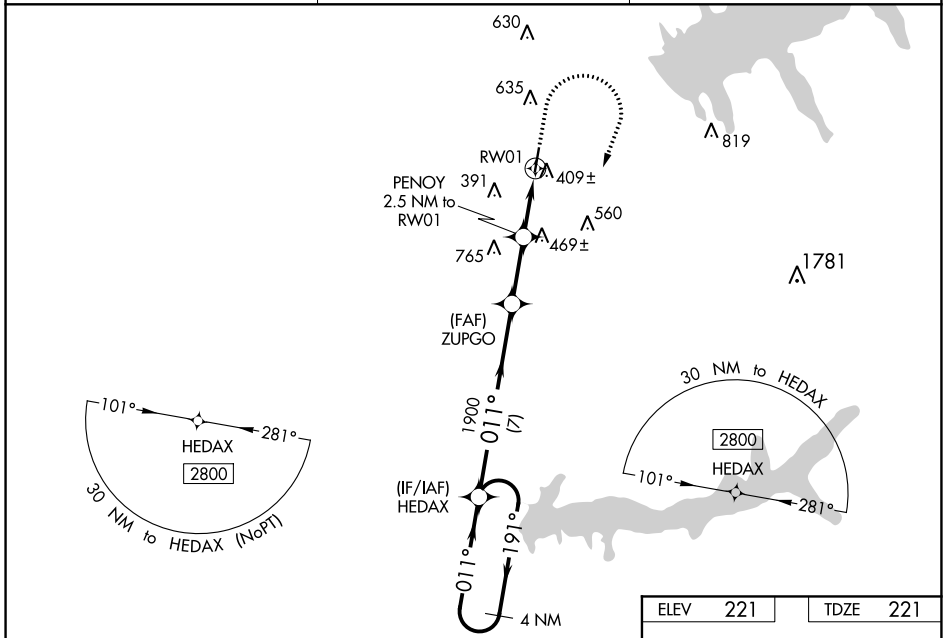 630
635
819
RW01
409±
PENOY
2.5 NM to
RW01
391
560
765
469±
1781
(FAF)
ZUPGO
30 NM to HEDAX
2800
HEDAX
101°
281°
101°
281°
HEDAX
2800
30 NM to HEDAX (NoPT)
1900
011°
(7)
(IF/IAF)
HEDAX
011°
191°
4 NM
ELEV 221
TDZE 221